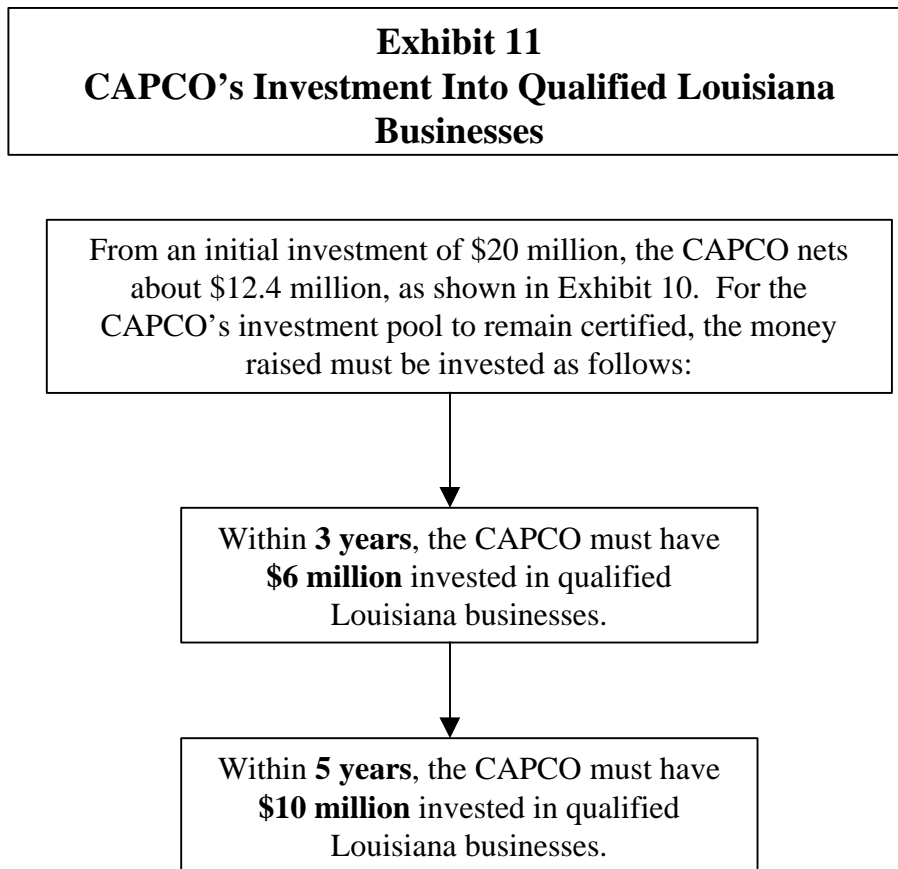 Exhibit 11
CAPCO's Investment Into Qualified Louisiana
Businesses
From an initial investment of $20 million, the CAPCO nets
about $12.4 million, as shown in Exhibit 10.  For the
CAPCO's investment pool to remain certified, the money
raised must be invested as follows:
Within 3 years, the CAPCO must have
$6 million invested in qualified
Louisiana businesses.
Within 5 years, the CAPCO must have
$10 million invested in qualified
Louisiana businesses.